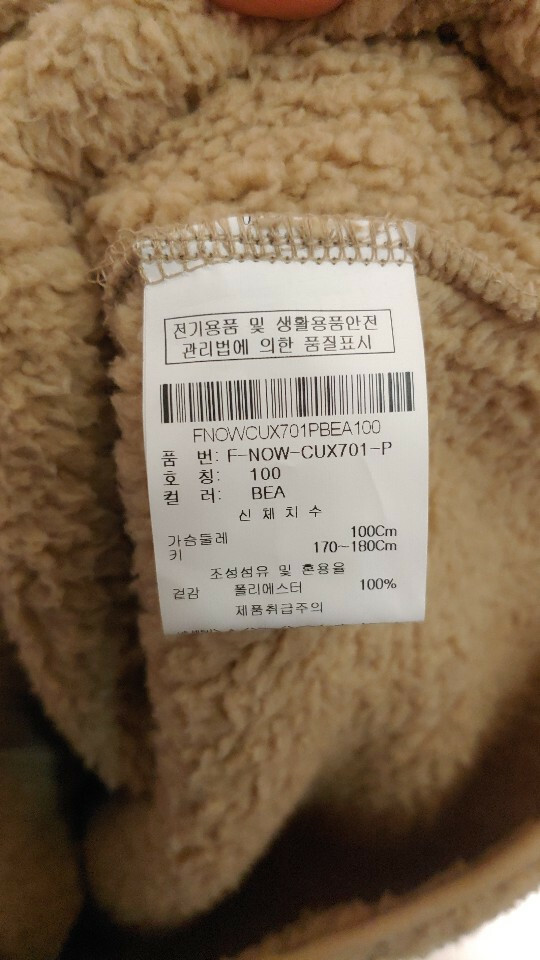 전기용품 및 생활용품안전
관리법에 의한 품질표시
FNOWCUX701PBEA100
품 번: F-NOW-CUX701-P
호 칭: 100
컬 러: BEA
신체치수
가슴둘레 100Cm
키 170~180Cm
조성섬유 및 혼용율
겉감 폴리에스터 100%
제품취급주의